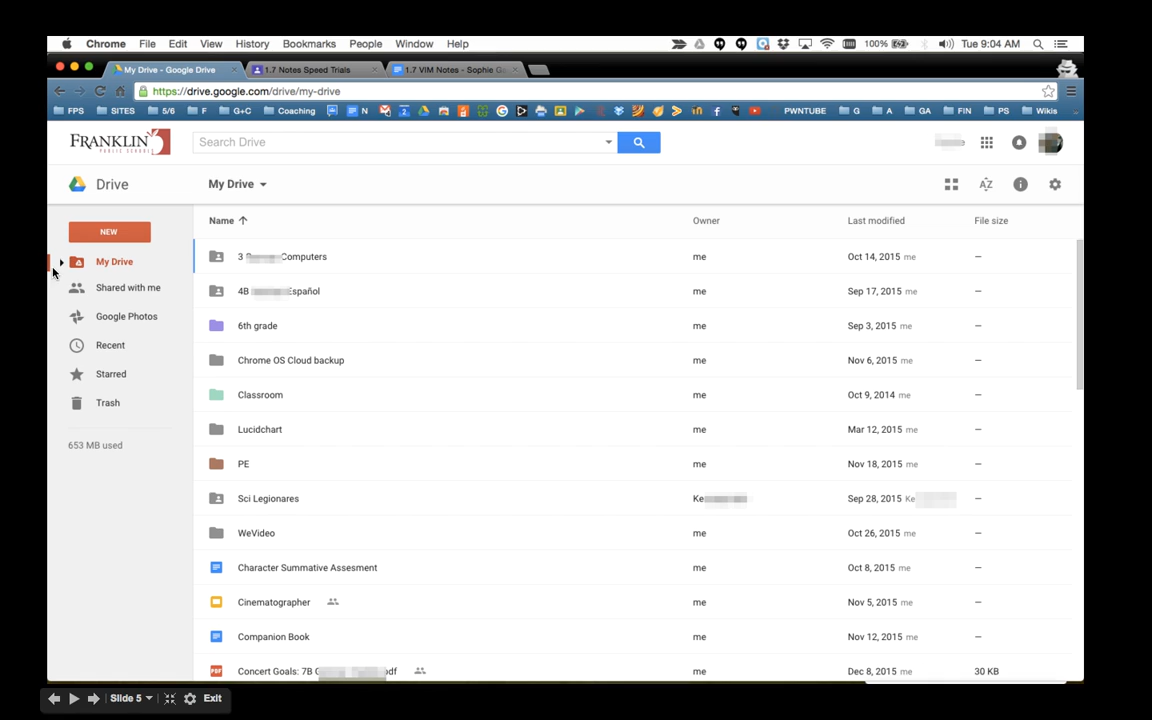 Chrome File Edit View History Bookmarks People Window Help 100% Tue 9:04 AM
My Drive - Google Drive 1.7 Notes Speed Trials 1.7 VIM Notes - Sophie G
https://drive.google.com/drive/my-drive
FPS SITES 5/6 F G+C Coaching N PWNTUBE G A GA FIN PS Wikis
FRANKLIN
PUBLIC SCHOOLS
Search Drive
Drive My Drive
NEW
My Drive
Shared with me
Google Photos
Recent
Starred
Trash
653 MB used
Name Owner Last modified File size
3 Computers me Oct 14, 2015 me —
4B Español me Sep 17, 2015 me —
6th grade me Sep 3, 2015 me —
Chrome OS Cloud backup me Nov 6, 2015 me —
Classroom me Oct 9, 2014 me —
Lucidchart me Mar 12, 2015 me —
PE me Nov 18, 2015 me —
Sci Legionares Ke Sep 28, 2015 Ke —
WeVideo me Oct 26, 2015 me —
Character Summative Assesment me Oct 8, 2015 me —
Cinematographer me Nov 5, 2015 me —
Companion Book me Nov 12, 2015 me —
PDF Concert Goals: 7B pdf me Dec 8, 2015 me 30 KB
Slide 5 Exit